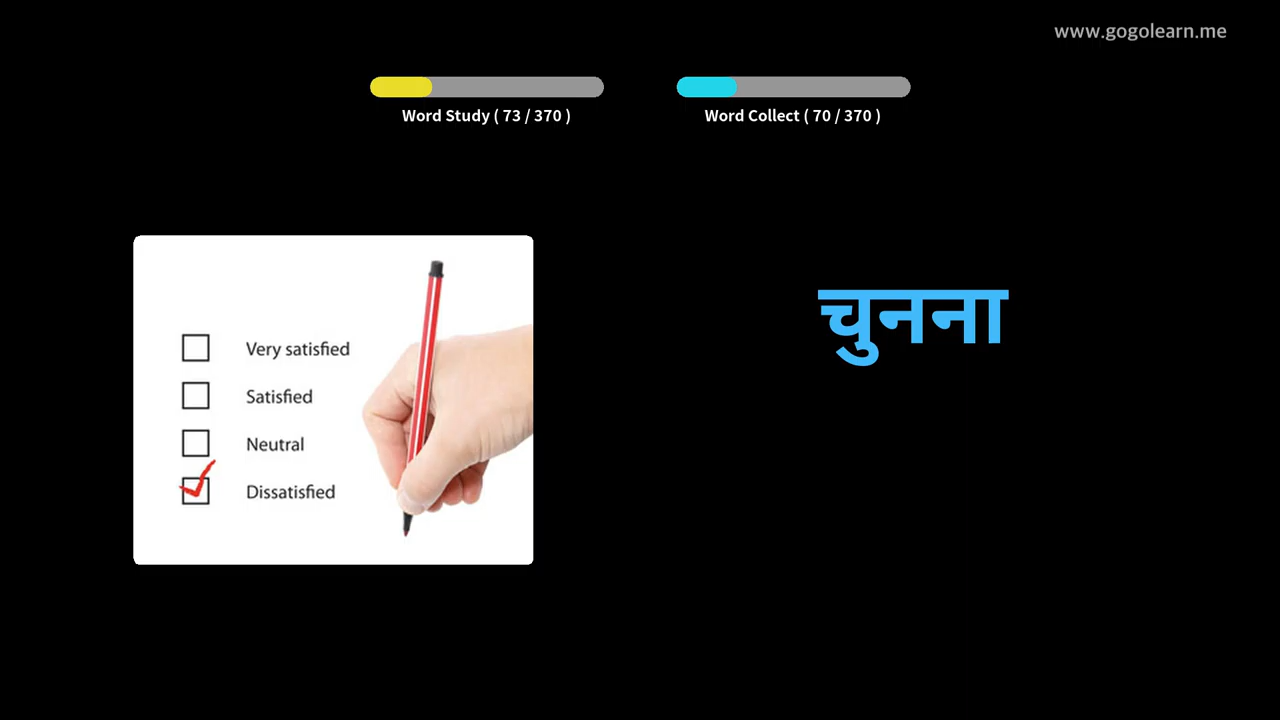 www.gogolearn.me
Word Study ( 73 / 370 )
Word Collect ( 70 / 370 )
Very satisfied
Satisfied
Neutral
Dissatisfied
चुनना